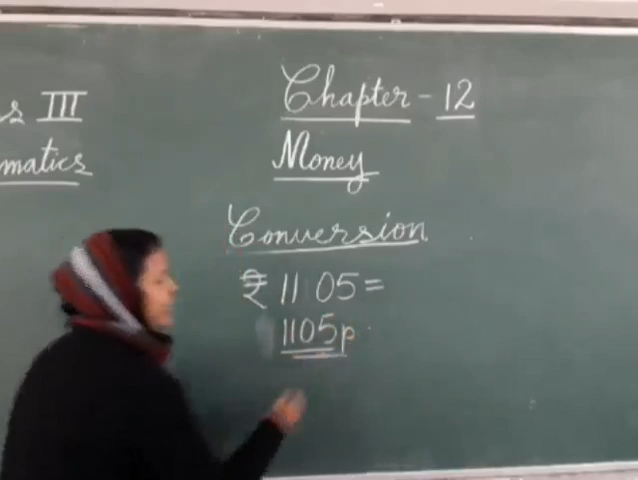 s III
matics
Chapter - 12
Money
Conversion
₹ 11 05 =
1105p